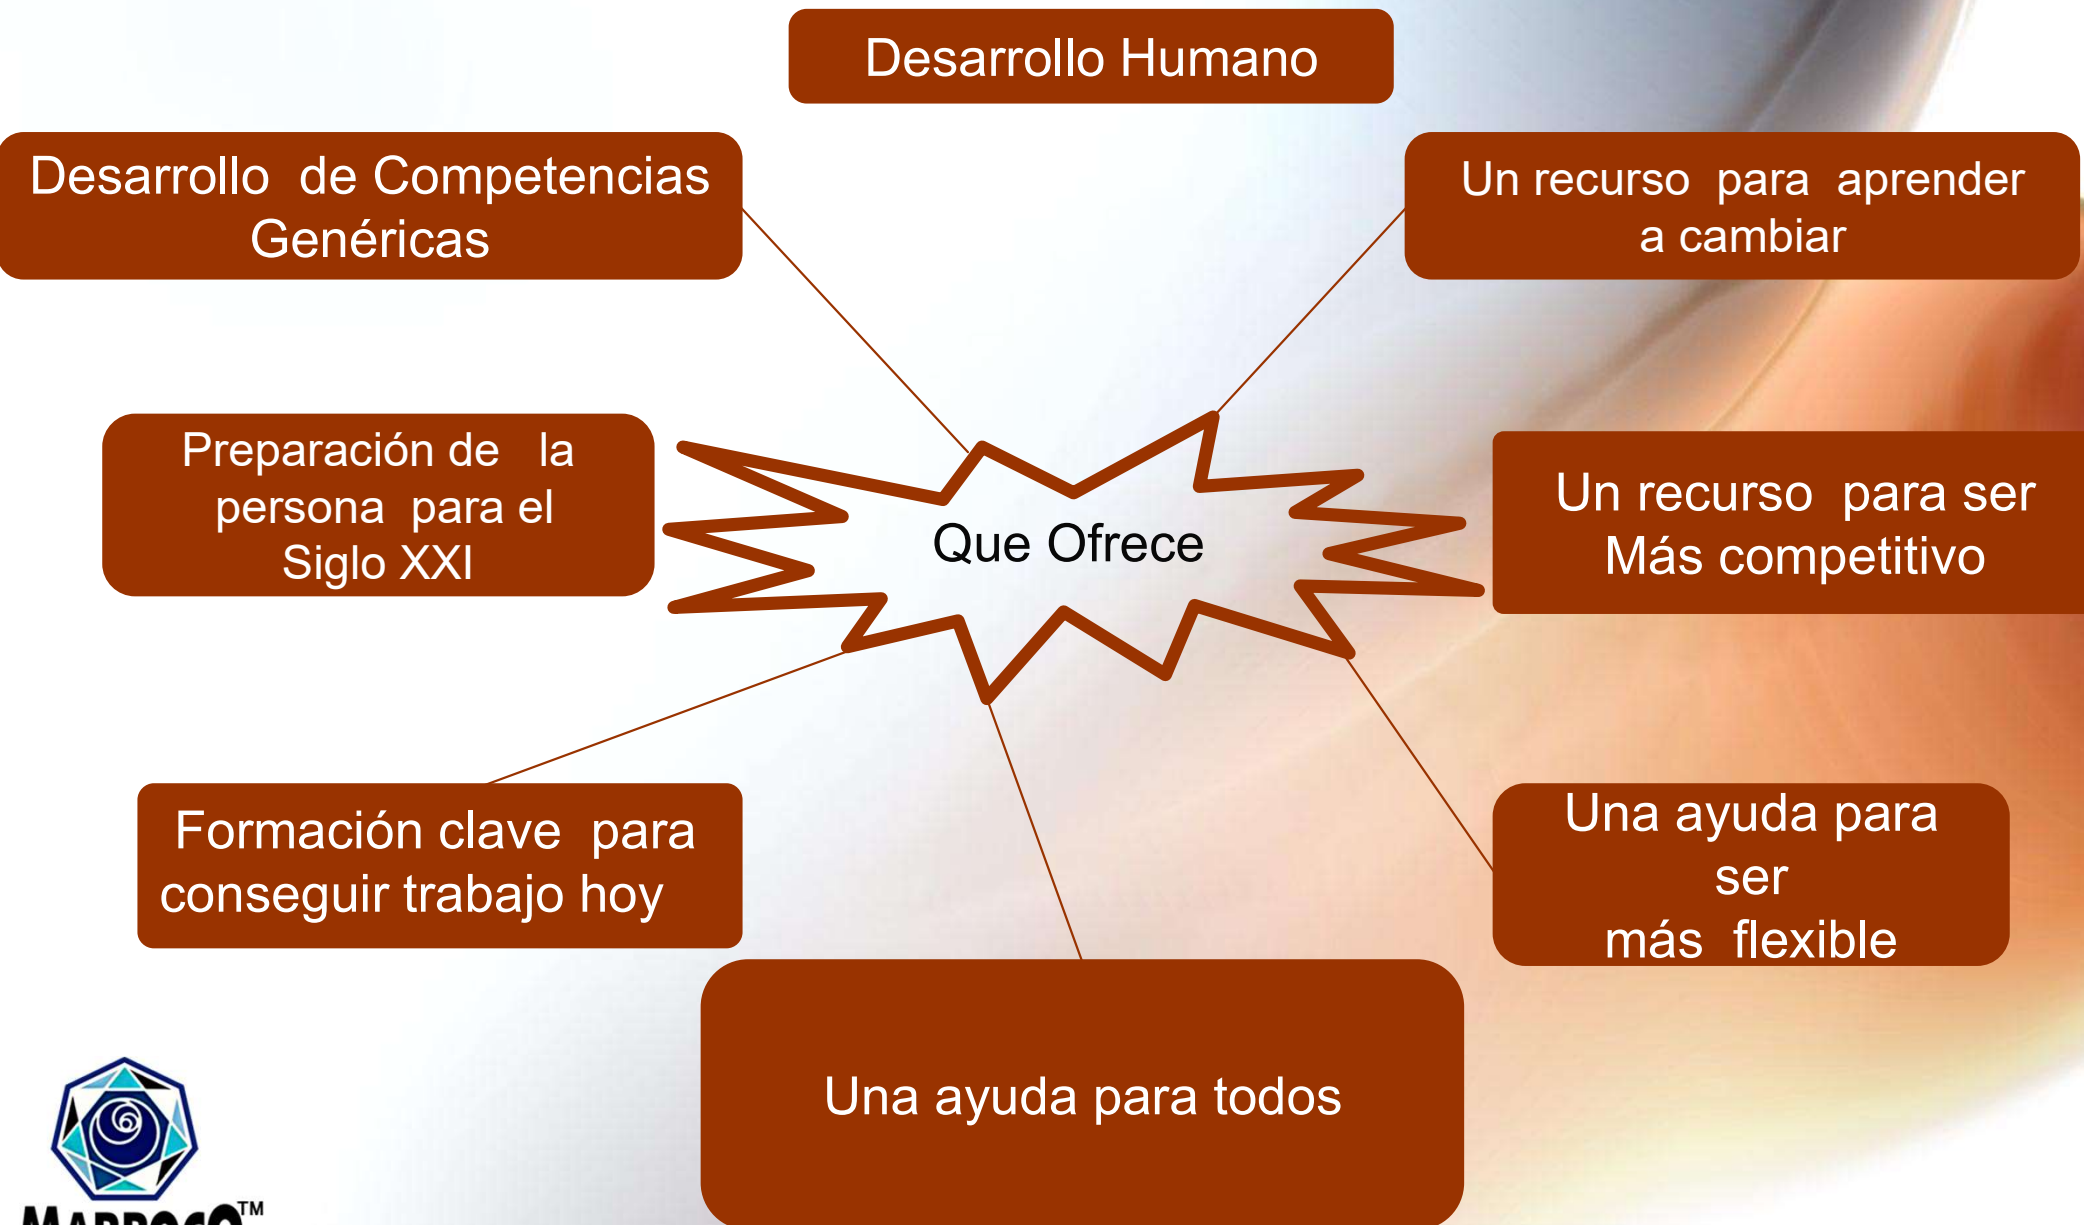 Desarrollo Humano
Desarrollo de Competencias
Genéricas
Un recurso para aprender
a cambiar
Preparación de la
persona para el
Siglo XXI
Que Ofrece
Un recurso para ser
Más competitivo
Formación clave para
conseguir trabajo hoy
Una ayuda para
ser
más flexible
Una ayuda para todos
TM